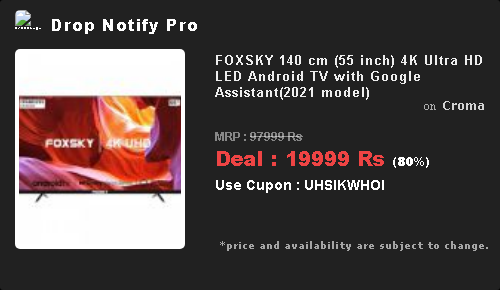 Drop Notify Pro
FOXSKY 140 cm (55 inch) 4K Ultra HD
LED Android TV with Google
Assistant(2021 model)
on Croma
FOXSKY 4K UHD
androidtv
MRP : 97999 Rs
Deal : 19999 Rs (80%)
Use Cupon : UHSIKWHOI
*price and availability are subject to change.